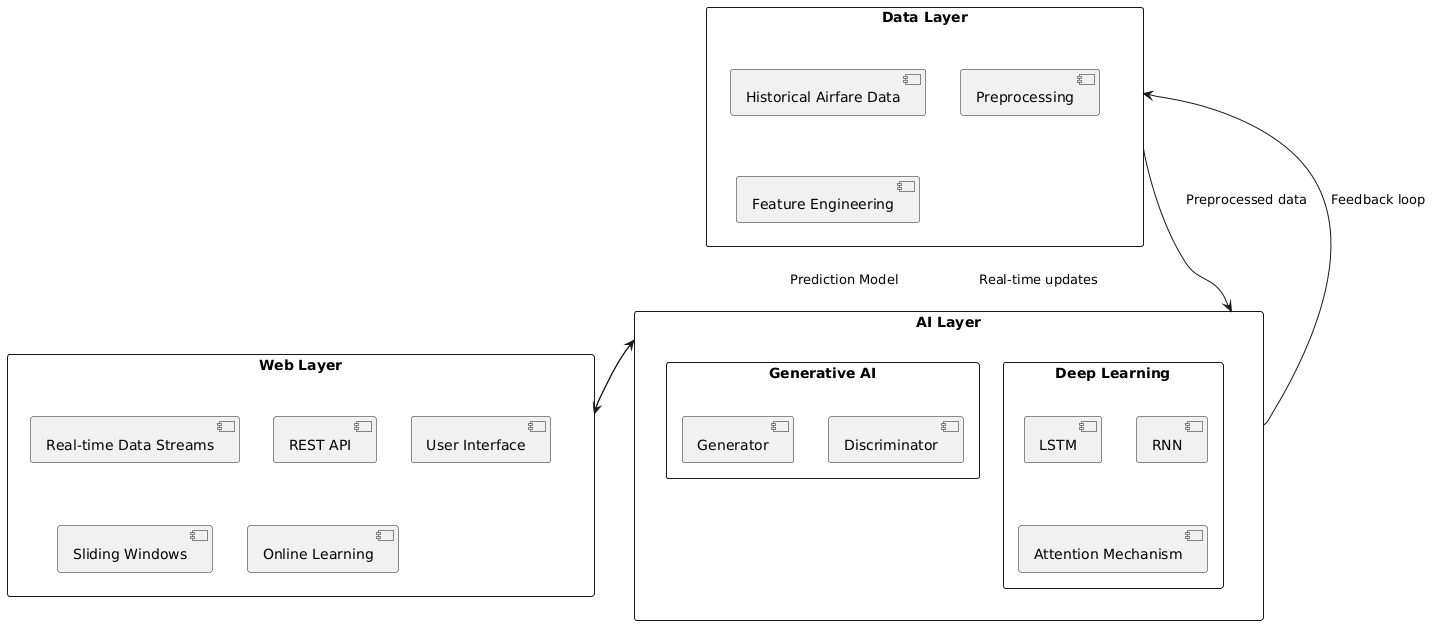 Data Layer
Historical Airfare Data
Preprocessing
Feature Engineering
Preprocessed data
Feedback loop
Prediction Model
Real-time updates
AI Layer
Web Layer
Generative AI
Deep Learning
Real-time Data Streams
REST API
User Interface
Generator
Discriminator
LSTM
RNN
Sliding Windows
Online Learning
Attention Mechanism